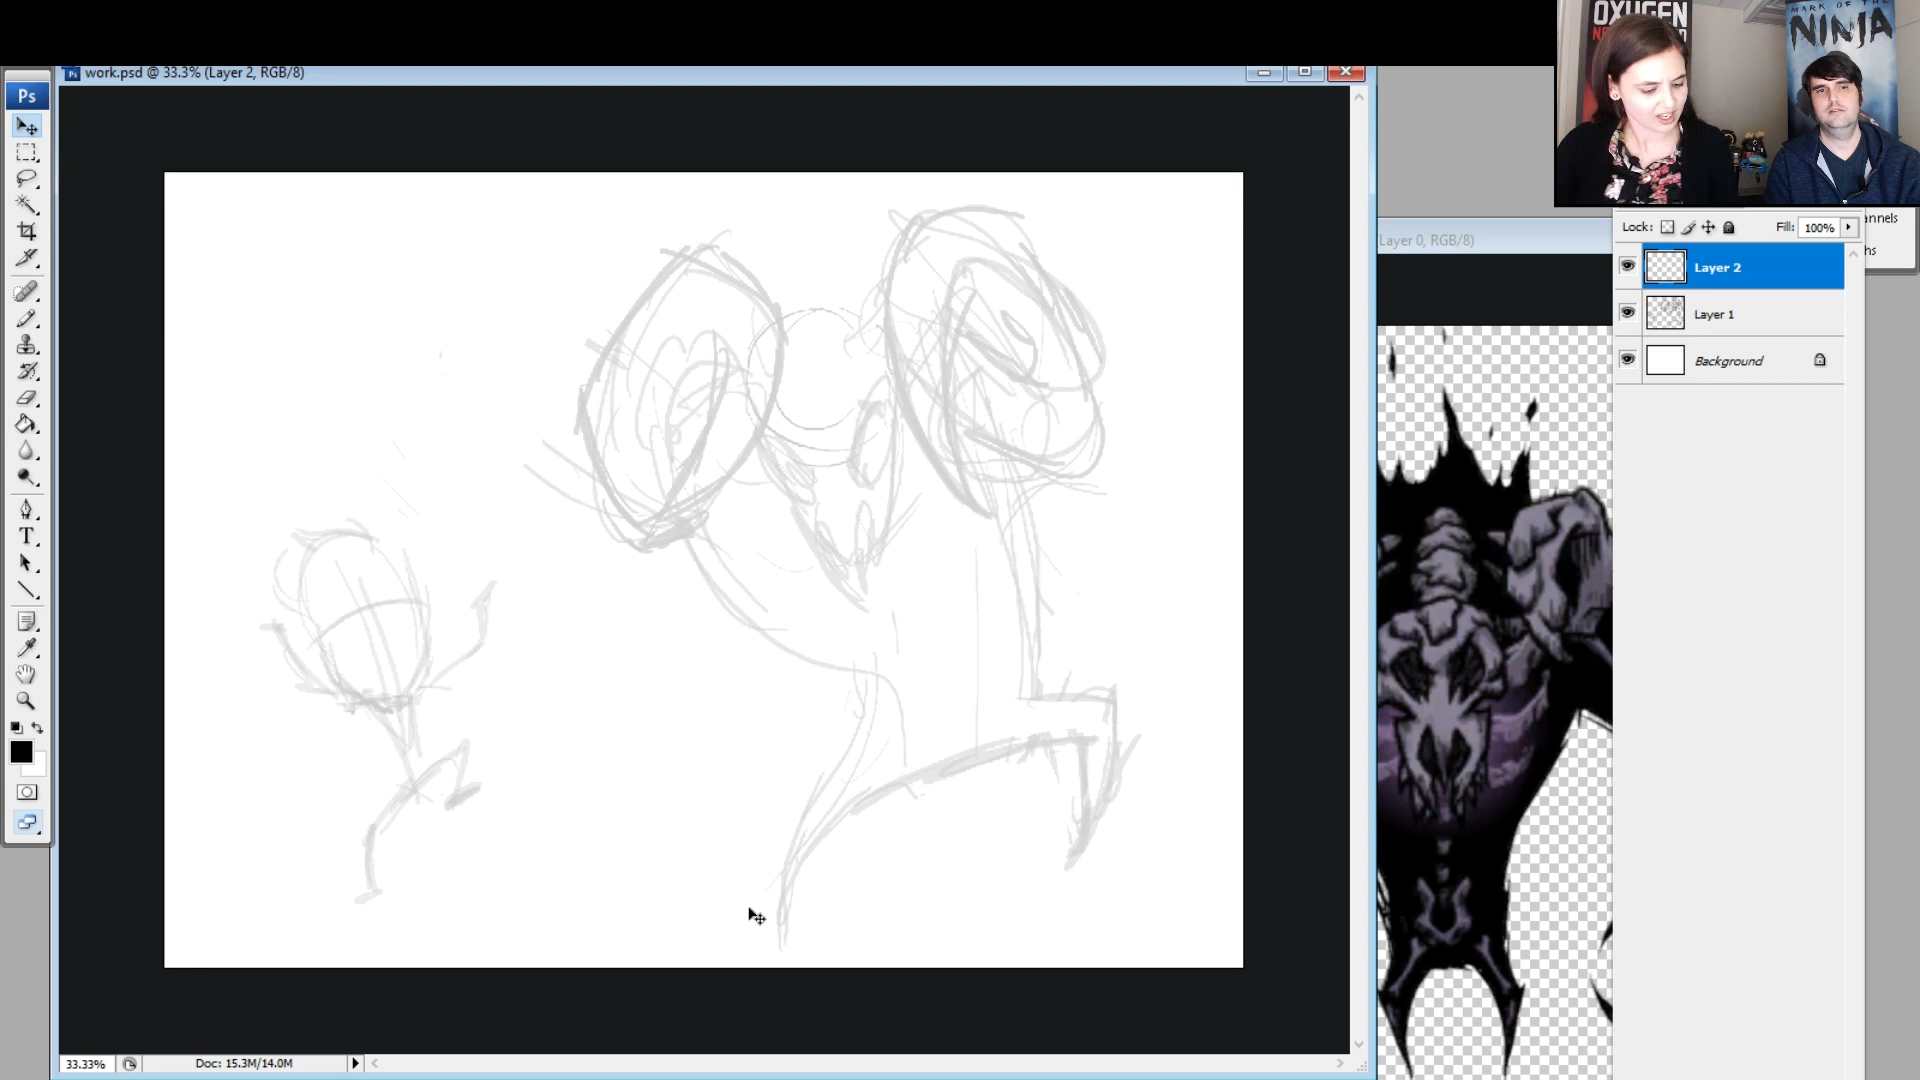 OXYGEN
MARK OF THE
NINJA
work.psd @ 33.3% (Layer 2, RGB/8)
Ps
Ps
annels
Lock:
Fill: 100%
(Layer 0, RGB/8)
hs
Layer 2
Layer 1
Background
T
33.33%
Doc: 15.3M/14.0M